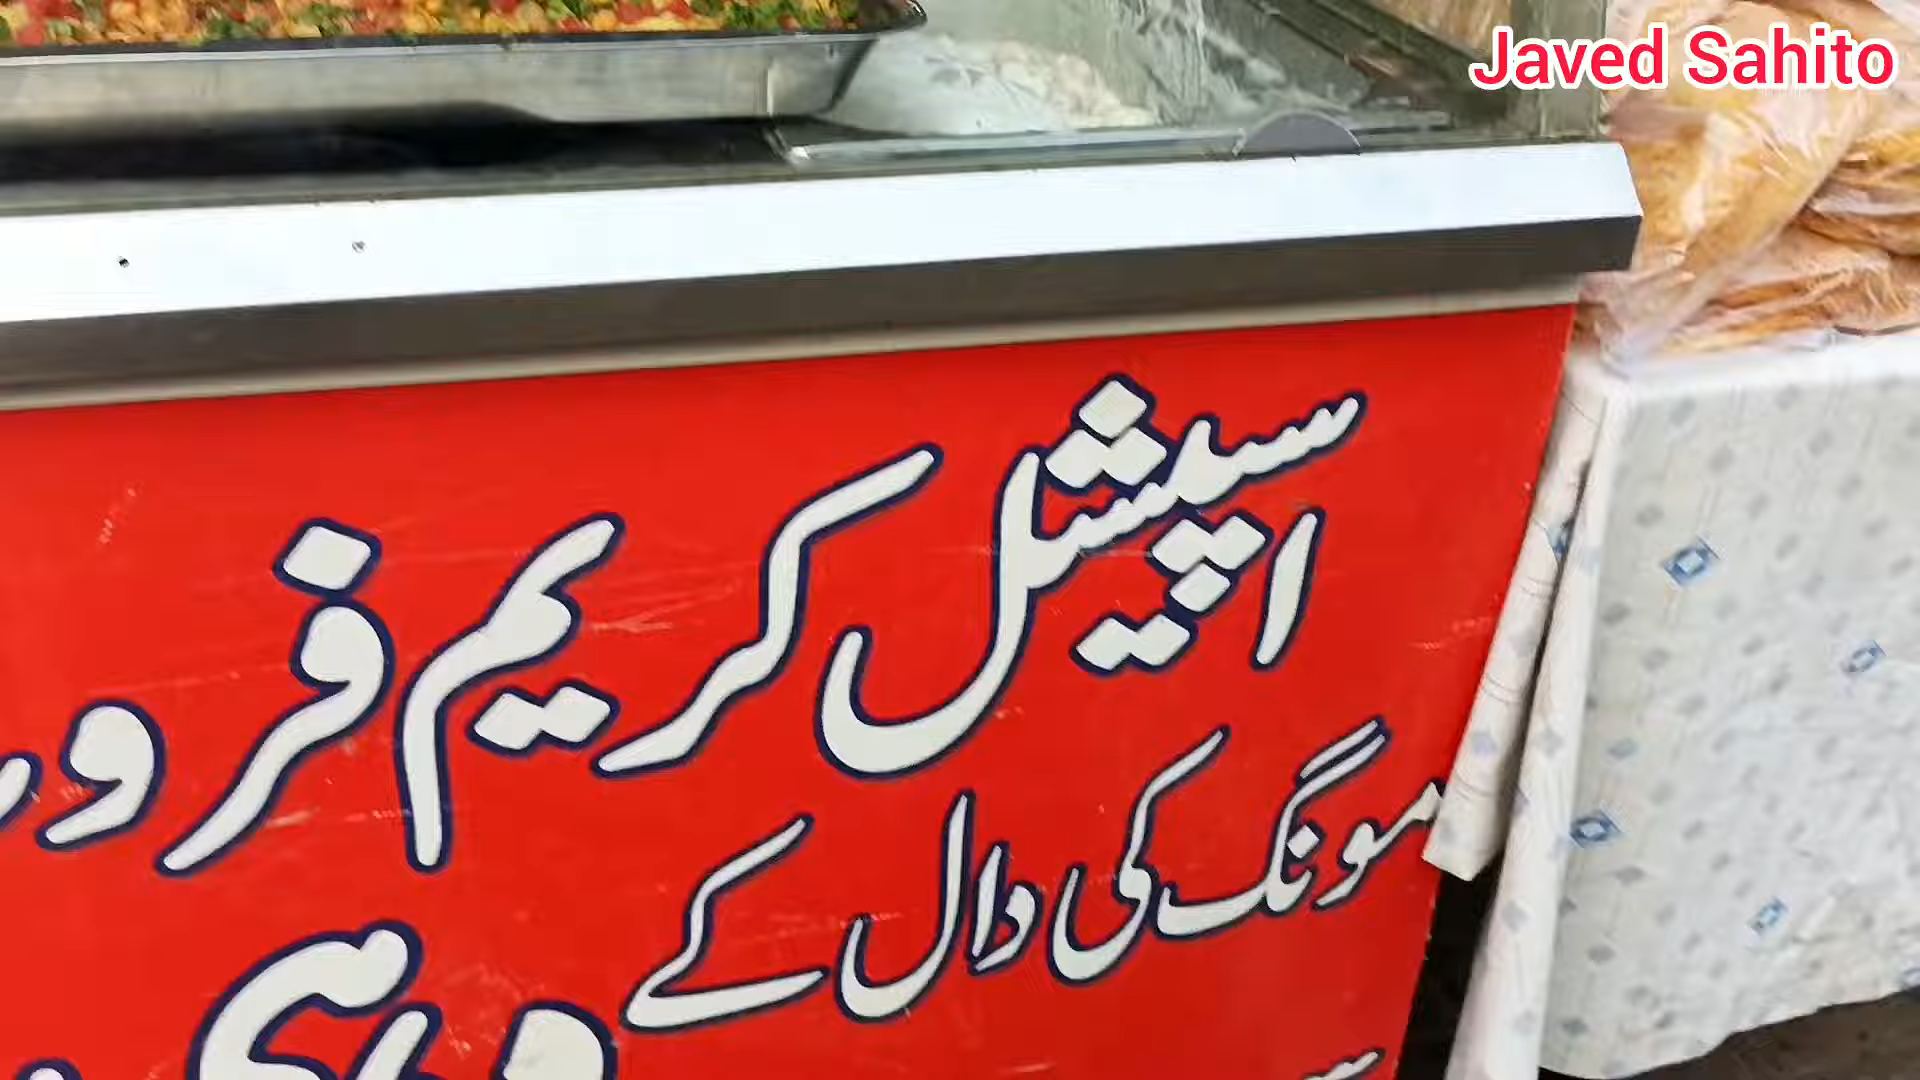 Javed Sahito
اسپیشل کریم فرو
مونگ کی دال کے